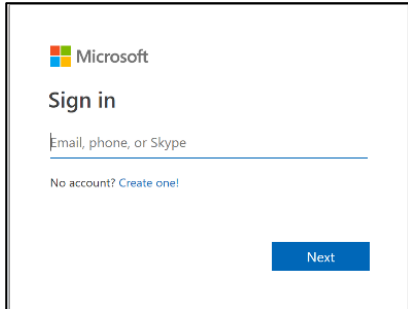 Microsoft
Sign in
Email, phone, or Skype
No account? Create one!
Next